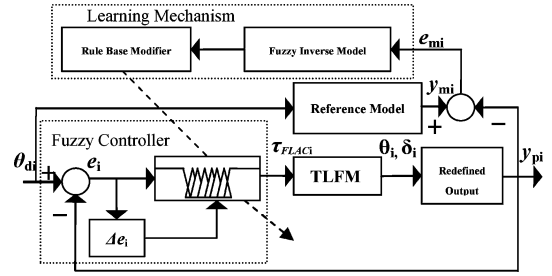 Learning Mechanism
Rule Base Modifier
Fuzzy Inverse Model
e_mi
Reference Model
y_mi
+
−
Fuzzy Controller
θ_di
+
e_i
−
Δe_i
τ_FLACi
TLFM
θ_i, δ_i
Redefined
Output
y_pi